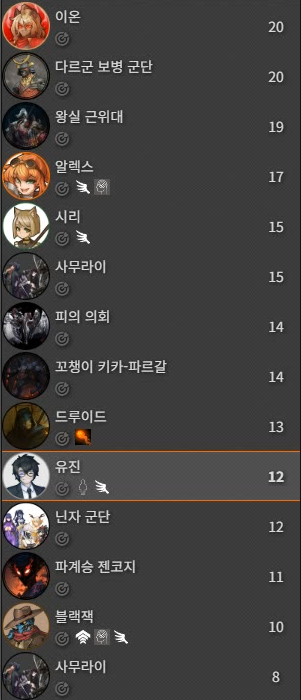 이온 20
다르군 보병 군단 20
왕실 근위대 19
알렉스 17
시리 15
사무라이 15
피의 의회 14
꼬챙이 키카-파르갈 14
드루이드 13
유진 12
닌자 군단 12
파계승 젠코지 11
블랙잭 10
사무라이 8